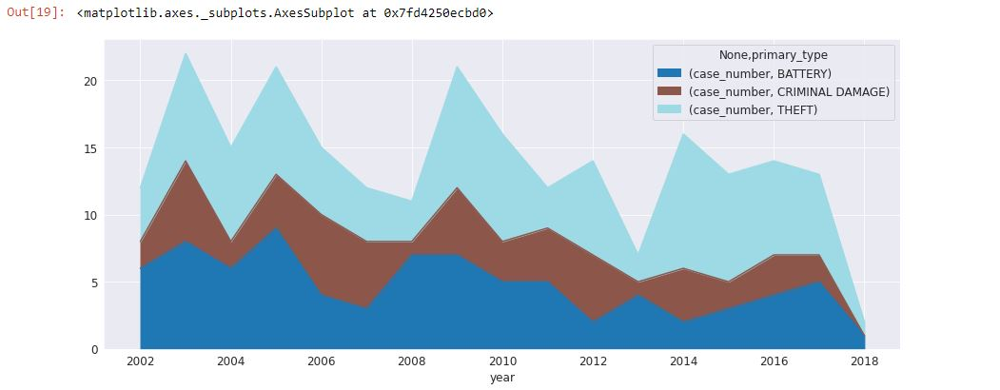 Out[19]: <matplotlib.axes._subplots.AxesSubplot at 0x7fd4250ecbd0>
None,primary_type
(case_number, BATTERY)
(case_number, CRIMINAL DAMAGE)
(case_number, THEFT)
20
15
10
5
0
2002 2004 2006 2008 2010 2012 2014 2016 2018
year